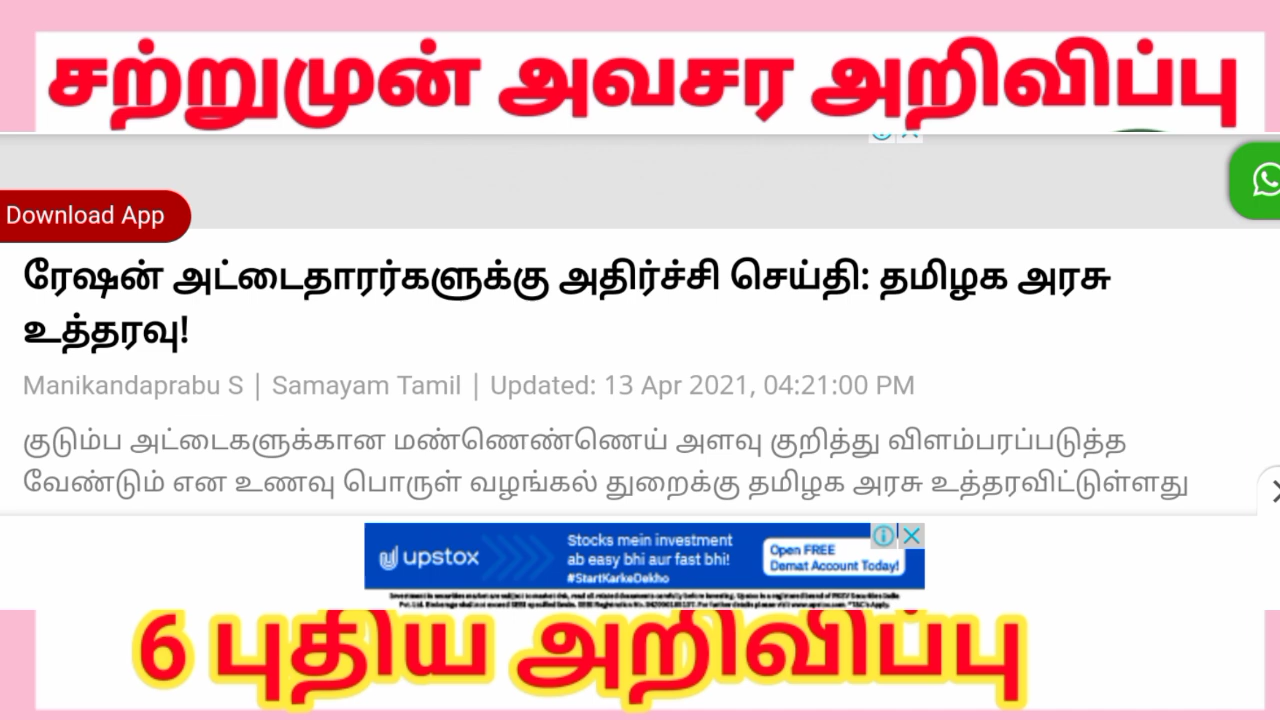 சற்றுமுன் அவசர அறிவிப்பு
Download App
ரேஷன் அட்டைதாரர்களுக்கு அதிர்ச்சி செய்தி: தமிழக அரசு
உத்தரவு!
Manikandaprabu S | Samayam Tamil | Updated: 13 Apr 2021, 04:21:00 PM
குடும்ப அட்டைகளுக்கான மண்ணெண்ணெய் அளவு குறித்து விளம்பரப்படுத்த
வேண்டும் என உணவு பொருள் வழங்கல் துறைக்கு தமிழக அரசு உத்தரவிட்டுள்ளது
upstox
Stocks mein investment
ab easy bhi aur fast bhi!
#StartKarkeDekho
Open FREE
Demat Account Today!
6 புதிய அறிவிப்பு